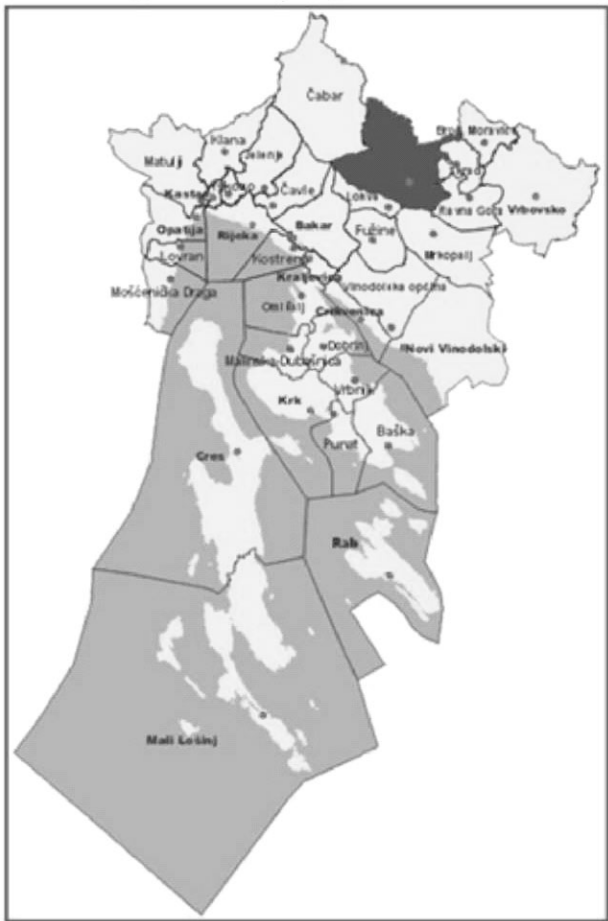 Čabar
Brod Moravice
Klana
Jelenje
Matulji
Skrad
Kastav
Čavle
Lokve
Ravna Gora
Vrbovsko
Opatija
Rijeka
Bakar
Fužine
Mrkopalj
Lovran
Kostrena
Kraljevica
Mošćenička Draga
Vinodolska općina
Omišalj
Crikvenica
Dobrinj
Novi Vinodolski
Malinska-Dubašnica
Vrbnik
Krk
Punat
Baška
Cres
Rab
Mali Lošinj